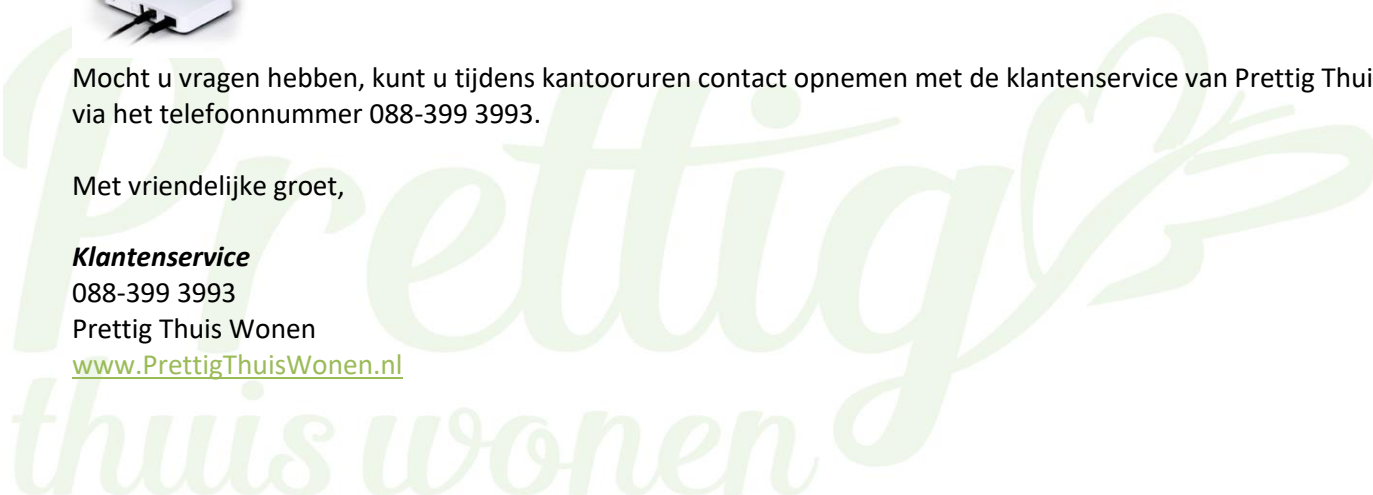 Mocht u vragen hebben, kunt u tijdens kantooruren contact opnemen met de klantenservice van Prettig Thui
via het telefoonnummer 088-399 3993.
Met vriendelijke groet,
Klantenservice
088-399 3993
Prettig Thuis Wonen
www.PrettigThuisWonen.nl
Prettig
thuis wonen